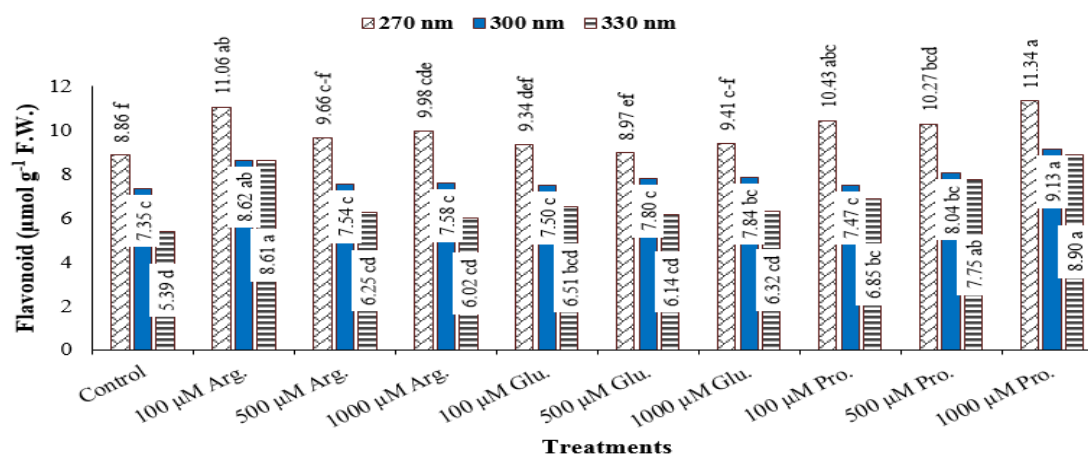 270 nm 300 nm 330 nm
Flavonoid (µmol g⁻¹ F.W.)
12
10
8
6
4
2
0
8.86 f
7.35 c
5.39 d
11.06 ab
8.62 ab
8.61 a
9.66 c-f
7.54 c
6.25 cd
9.98 cde
7.58 c
6.02 cd
9.34 def
7.50 c
6.51 bcd
8.97 ef
7.80 c
6.14 cd
9.41 c-f
7.84 bc
6.32 cd
10.43 abc
7.47 c
6.85 bc
10.27 bcd
8.04 bc
7.75 ab
11.34 a
9.13 a
8.90 a
Control
100 µM Arg.
500 µM Arg.
1000 µM Arg.
100 µM Glu.
500 µM Glu.
1000 µM Glu.
100 µM Pro.
500 µM Pro.
1000 µM Pro.
Treatments